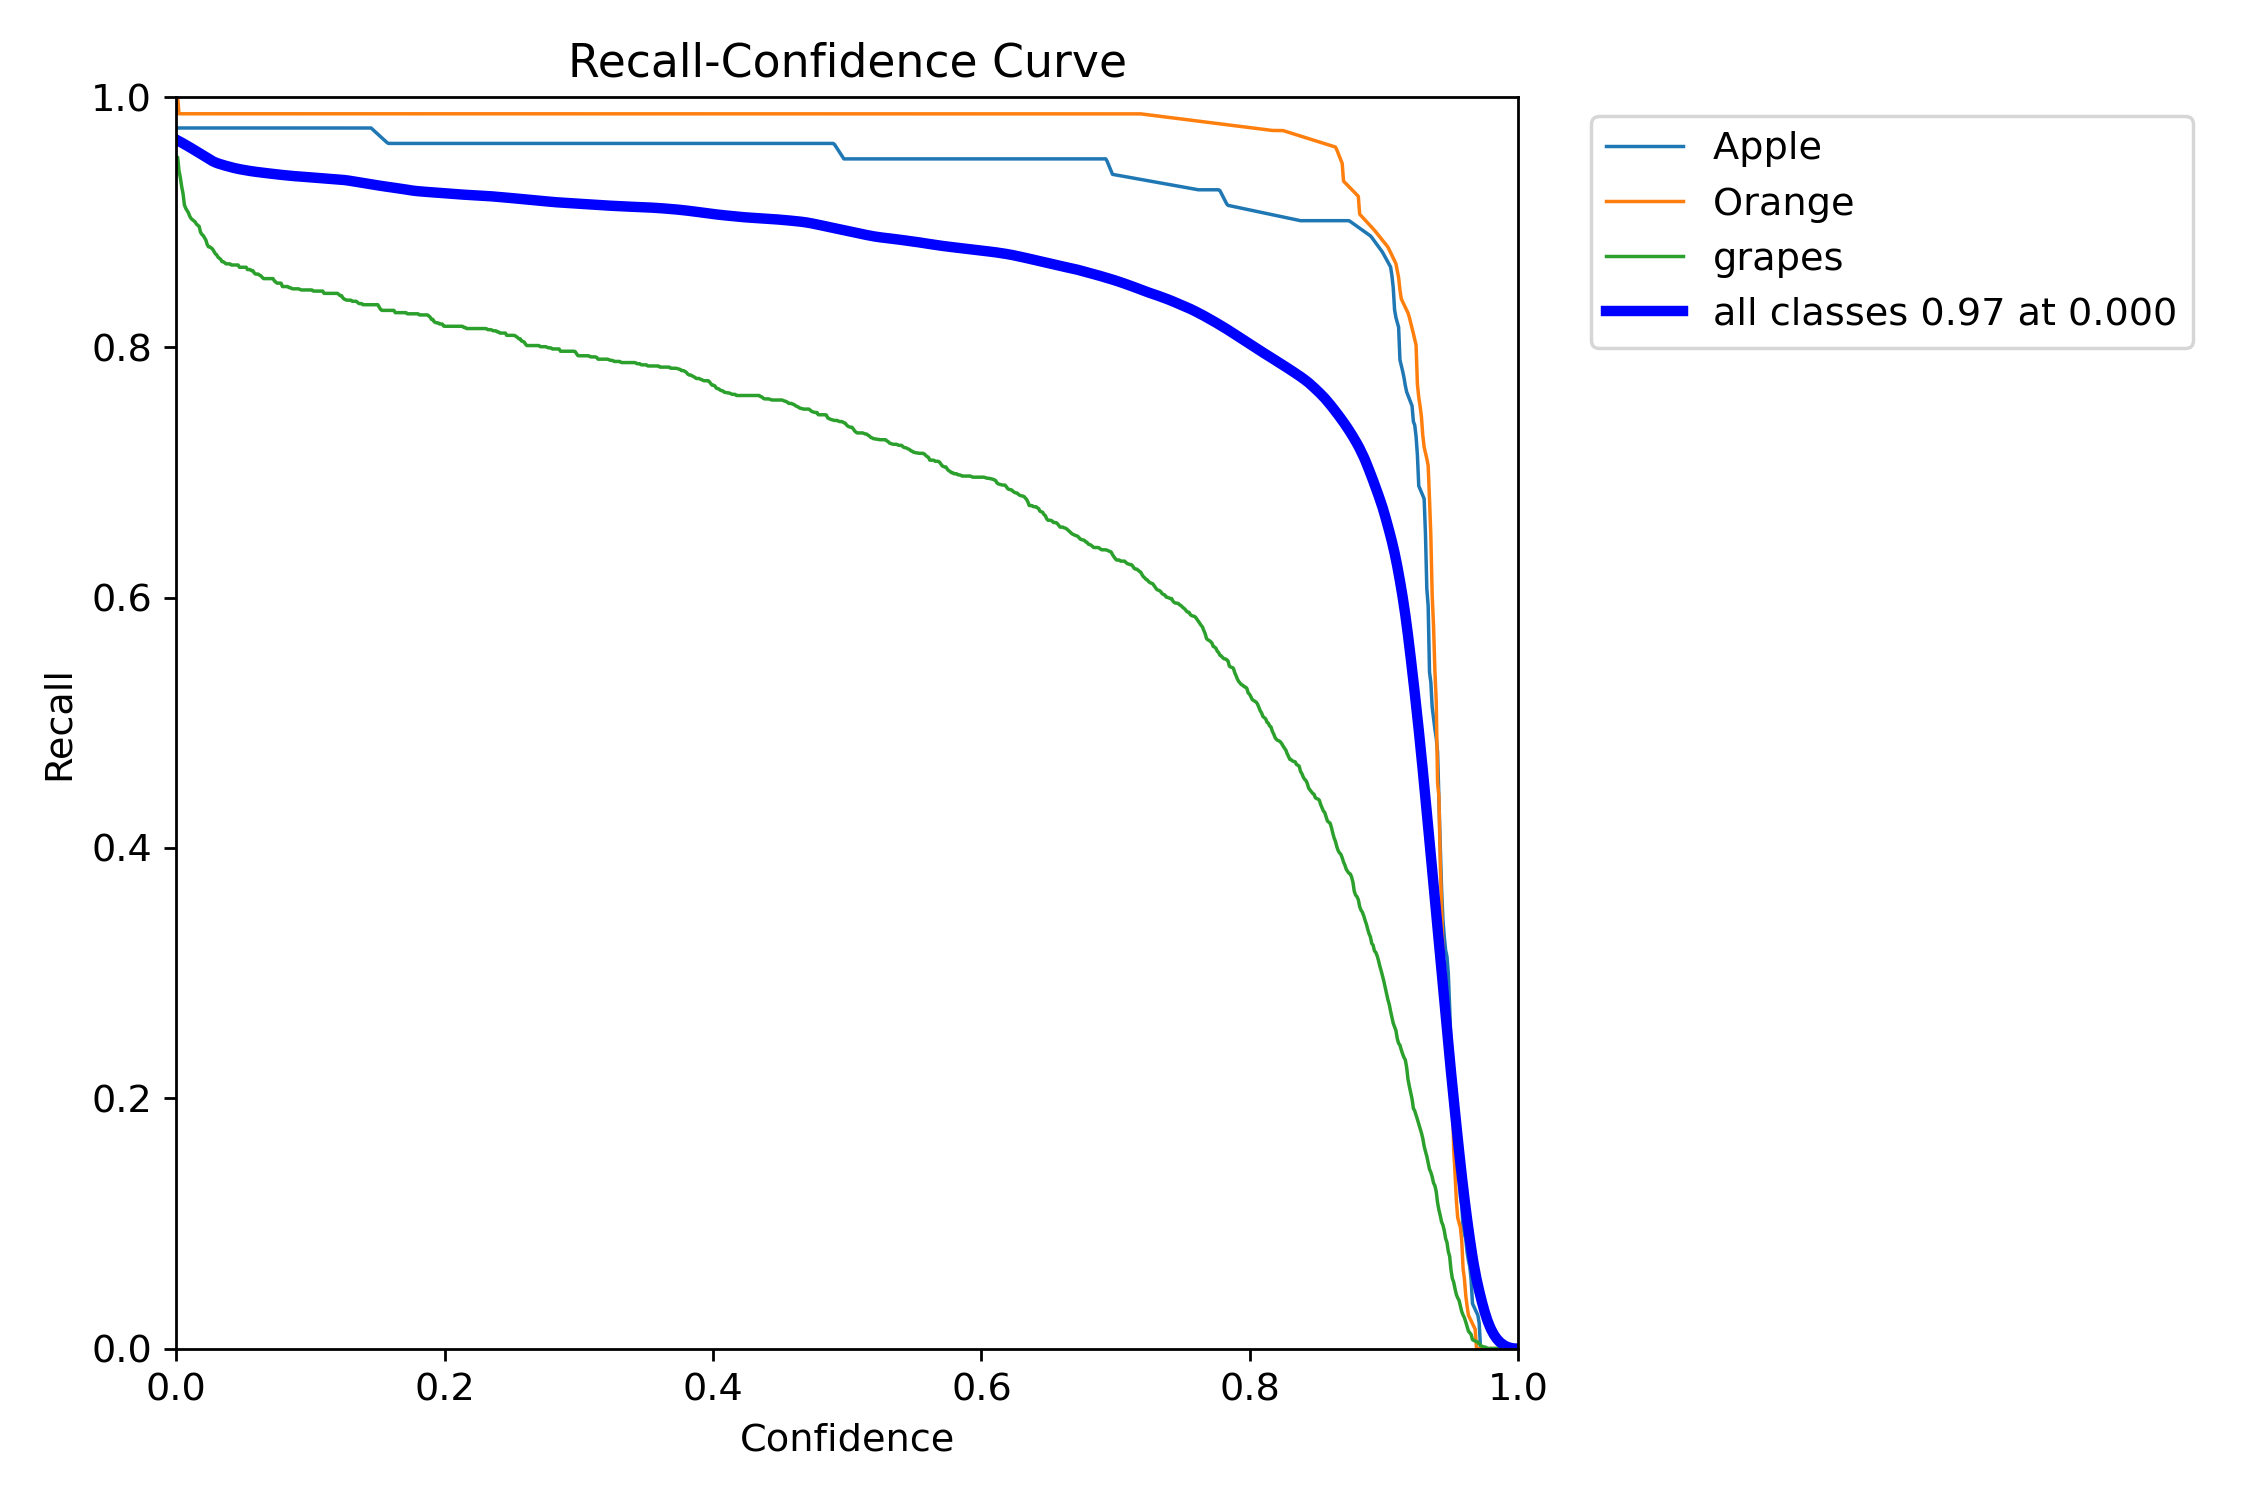 Recall-Confidence Curve
1.0
0.8
0.6
0.4
0.2
0.0
Recall
0.0 0.2 0.4 0.6 0.8 1.0
Confidence
Apple
Orange
grapes
all classes 0.97 at 0.000